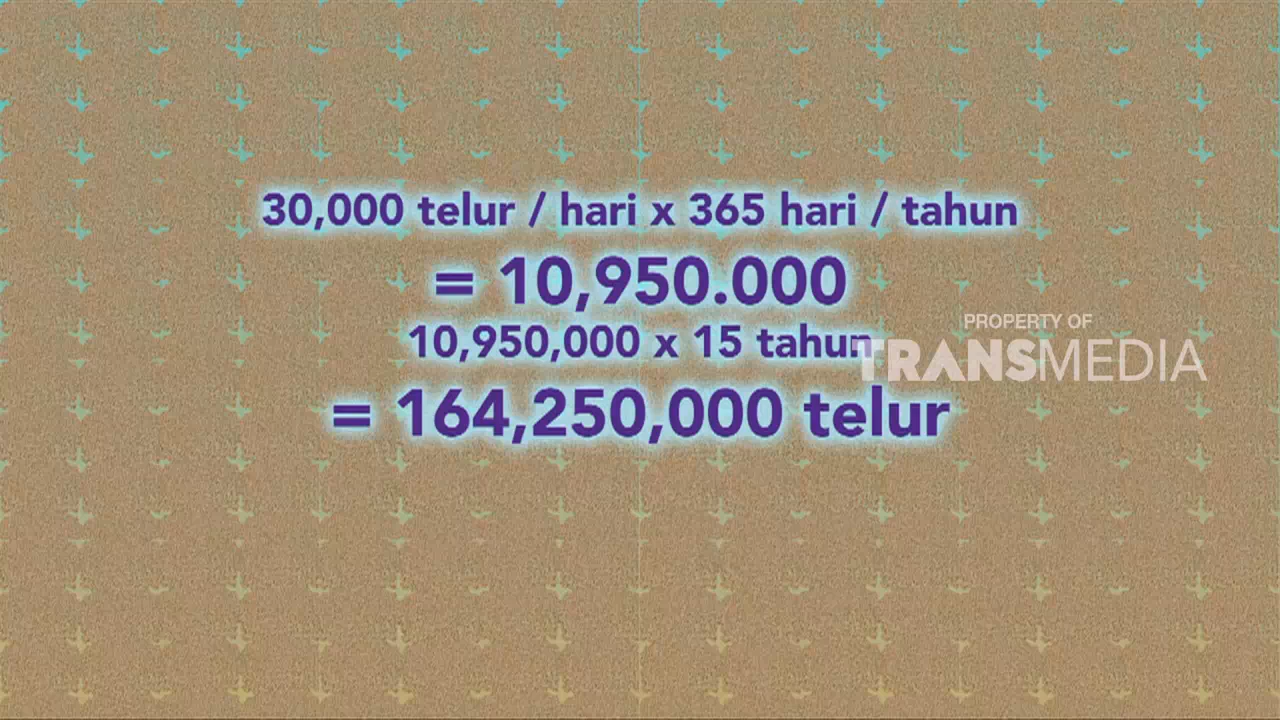 30,000 telur / hari x 365 hari / tahun
= 10,950.000
10,950,000 x 15 tahun
= 164,250,000 telur
PROPERTY OF
TRANSMEDIA